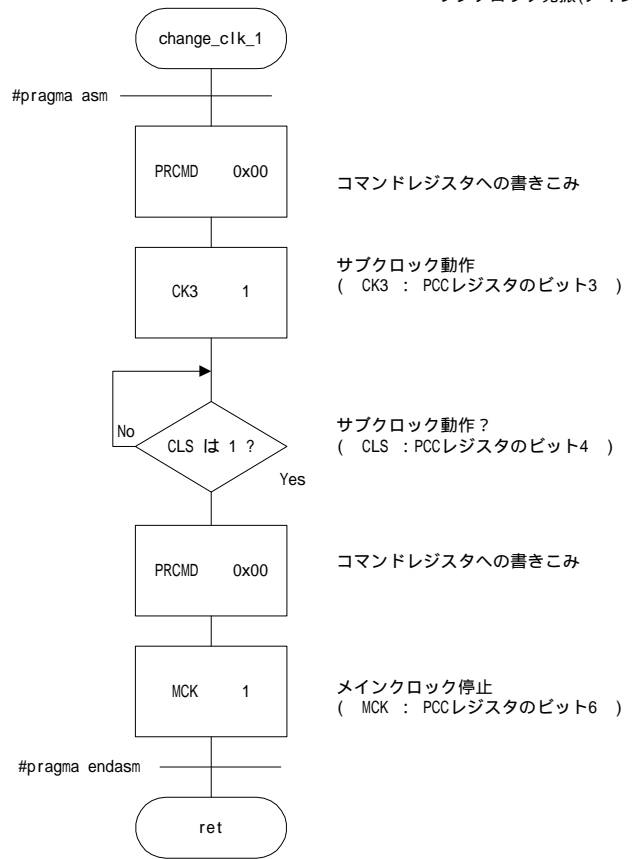 change_clk_1
#pragma asm
PRCMD 0x00
コマンドレジスタへの書きこみ
CK3 1
サブクロック動作
( CK3 : PCCレジスタのビット3 )
No
CLS は 1 ?
Yes
サブクロック動作？
( CLS :PCCレジスタのビット4 )
PRCMD 0x00
コマンドレジスタへの書きこみ
MCK 1
メインクロック停止
( MCK : PCCレジスタのビット6 )
#pragma endasm
ret